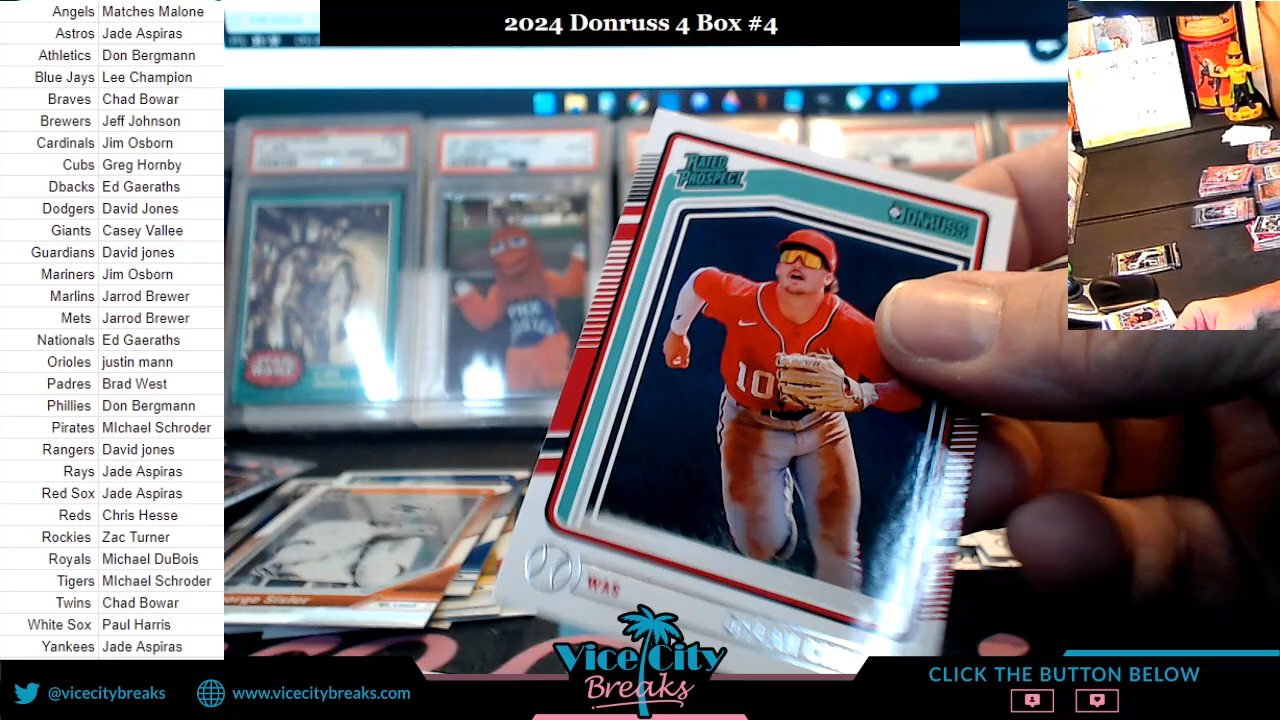 2024 Donruss 4 Box #4
Angels Matches Malone
Astros Jade Aspiras
Athletics Don Bergmann
Blue Jays Lee Champion
Braves Chad Bowar
Brewers Jeff Johnson
Cardinals Jim Osborn
Cubs Greg Hornby
Dbacks Ed Gaeraths
Dodgers David Jones
Giants Casey Vallee
Guardians David jones
Mariners Jim Osborn
Marlins Jarrod Brewer
Mets Jarrod Brewer
Nationals Ed Gaeraths
Orioles justin mann
Padres Brad West
Phillies Don Bergmann
Pirates MIchael Schroder
Rangers David jones
Rays Jade Aspiras
Red Sox Jade Aspiras
Reds Chris Hesse
Rockies Zac Turner
Royals Michael DuBois
Tigers MIchael Schroder
Twins Chad Bowar
White Sox Paul Harris
Yankees Jade Aspiras
RATED
PROSPECT
DONRUSS
10
WAS
STAR
WARS
George Sisler
Vice City
Breaks
@vicecitybreaks
www.vicecitybreaks.com
CLICK THE BUTTON BELOW